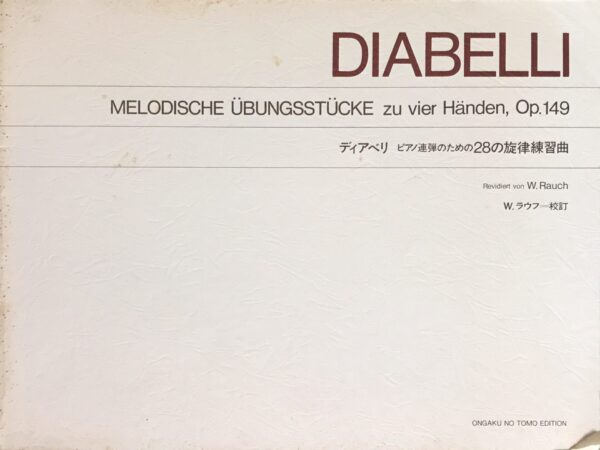 DIABELLI
MELODISCHE ÜBUNGSSTÜCKE zu vier Händen, Op.149
ディアベリ ピアノ連弾のための28の旋律練習曲
Revidiert von W. Rauch
W. ラウフ一校訂
ONGAKU NO TOMO EDITION